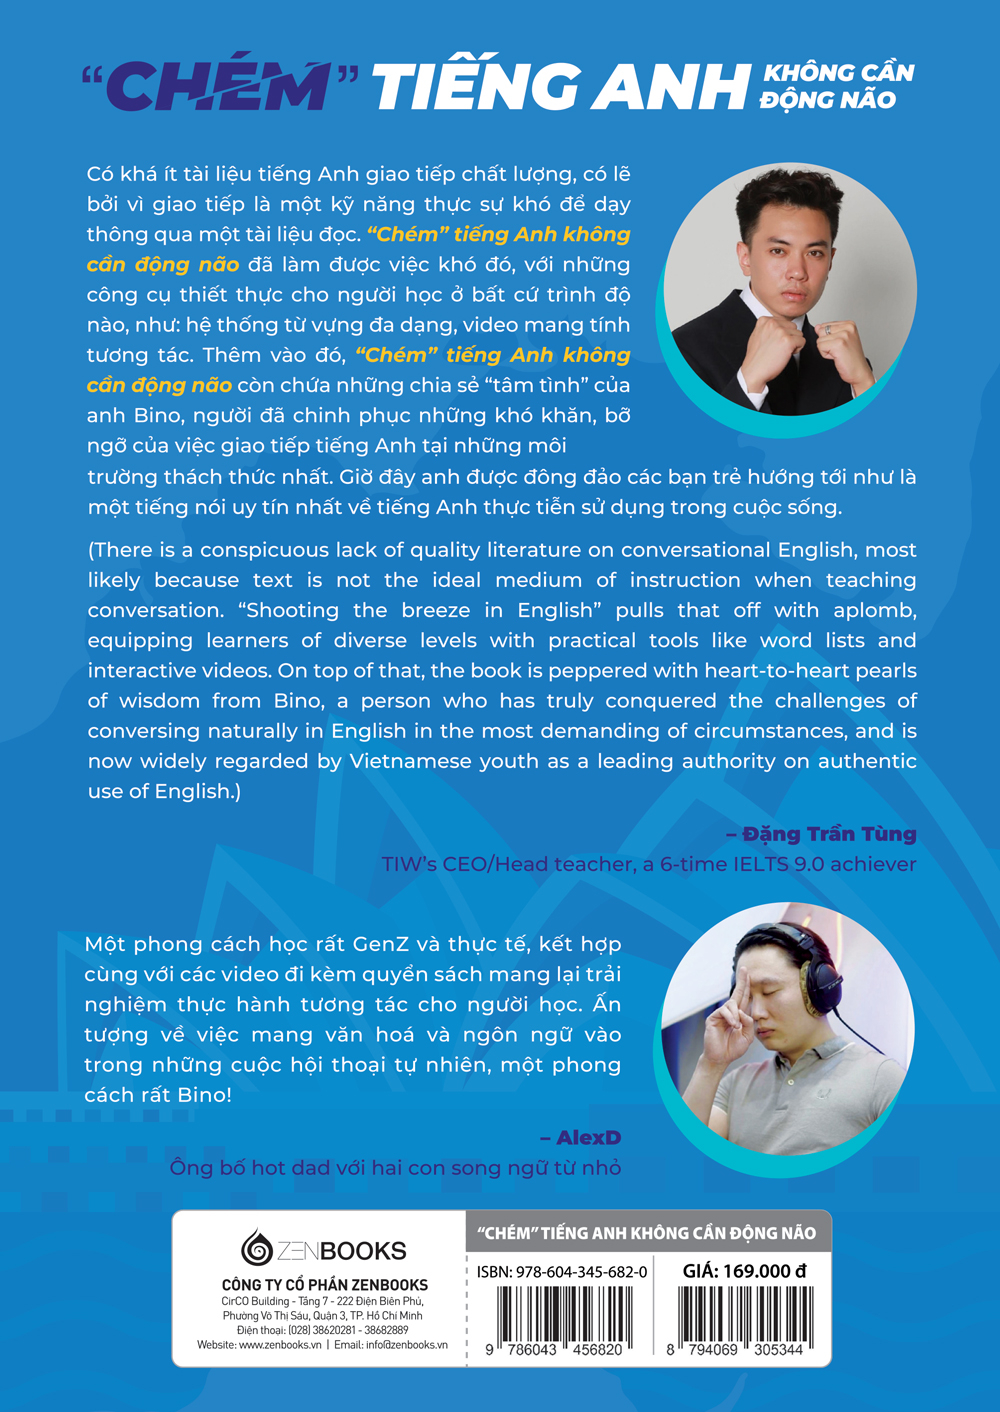 “CHÉM” TIẾNG ANH KHÔNG CẦN
ĐỘNG NÃO
Có khá ít tài liệu tiếng Anh giao tiếp chất lượng, có lẽ
bởi vì giao tiếp là một kỹ năng thực sự khó để dạy
thông qua một tài liệu đọc. “Chém” tiếng Anh không
cần động não đã làm được việc khó đó, với những
công cụ thiết thực cho người học ở bất cứ trình độ
nào, như: hệ thống từ vựng đa dạng, video mang tính
tương tác. Thêm vào đó, “Chém” tiếng Anh không
cần động não còn chứa những chia sẻ “tâm tình” của
anh Bino, người đã chinh phục những khó khăn, bỡ
ngỡ của việc giao tiếp tiếng Anh tại những môi
trường thách thức nhất. Giờ đây anh được đông đảo các bạn trẻ hướng tới như là
một tiếng nói uy tín nhất về tiếng Anh thực tiễn sử dụng trong cuộc sống.
(There is a conspicuous lack of quality literature on conversational English, most
likely because text is not the ideal medium of instruction when teaching
conversation. “Shooting the breeze in English” pulls that off with aplomb,
equipping learners of diverse levels with practical tools like word lists and
interactive videos. On top of that, the book is peppered with heart-to-heart pearls
of wisdom from Bino, a person who has truly conquered the challenges of
conversing naturally in English in the most demanding of circumstances, and is
now widely regarded by Vietnamese youth as a leading authority on authentic
use of English.)
– Đặng Trần Tùng
TIW’s CEO/Head teacher, a 6-time IELTS 9.0 achiever
Một phong cách học rất GenZ và thực tế, kết hợp
cùng với các video đi kèm quyển sách mang lại trải
nghiệm thực hành tương tác cho người học. Ấn
tượng về việc mang văn hoá và ngôn ngữ vào
trong những cuộc hội thoại tự nhiên, một phong
cách rất Bino!
– AlexD
Ông bố hot dad với hai con song ngữ từ nhỏ
ZENBOOKS
CÔNG TY CỔ PHẦN ZENBOOKS
CirCO Building - Tầng 7 - 222 Điện Biên Phủ,
Phường Võ Thị Sáu, Quận 3, TP. Hồ Chí Minh
Điện thoại: (028) 38620281 - 38682889
Website: www.zenbooks.vn | Email: info@zenbooks.vn
“CHÉM” TIẾNG ANH KHÔNG CẦN ĐỘNG NÃO
ISBN: 978-604-345-682-0
9 786043 456820
GIÁ: 169.000 đ
8 794069 305344